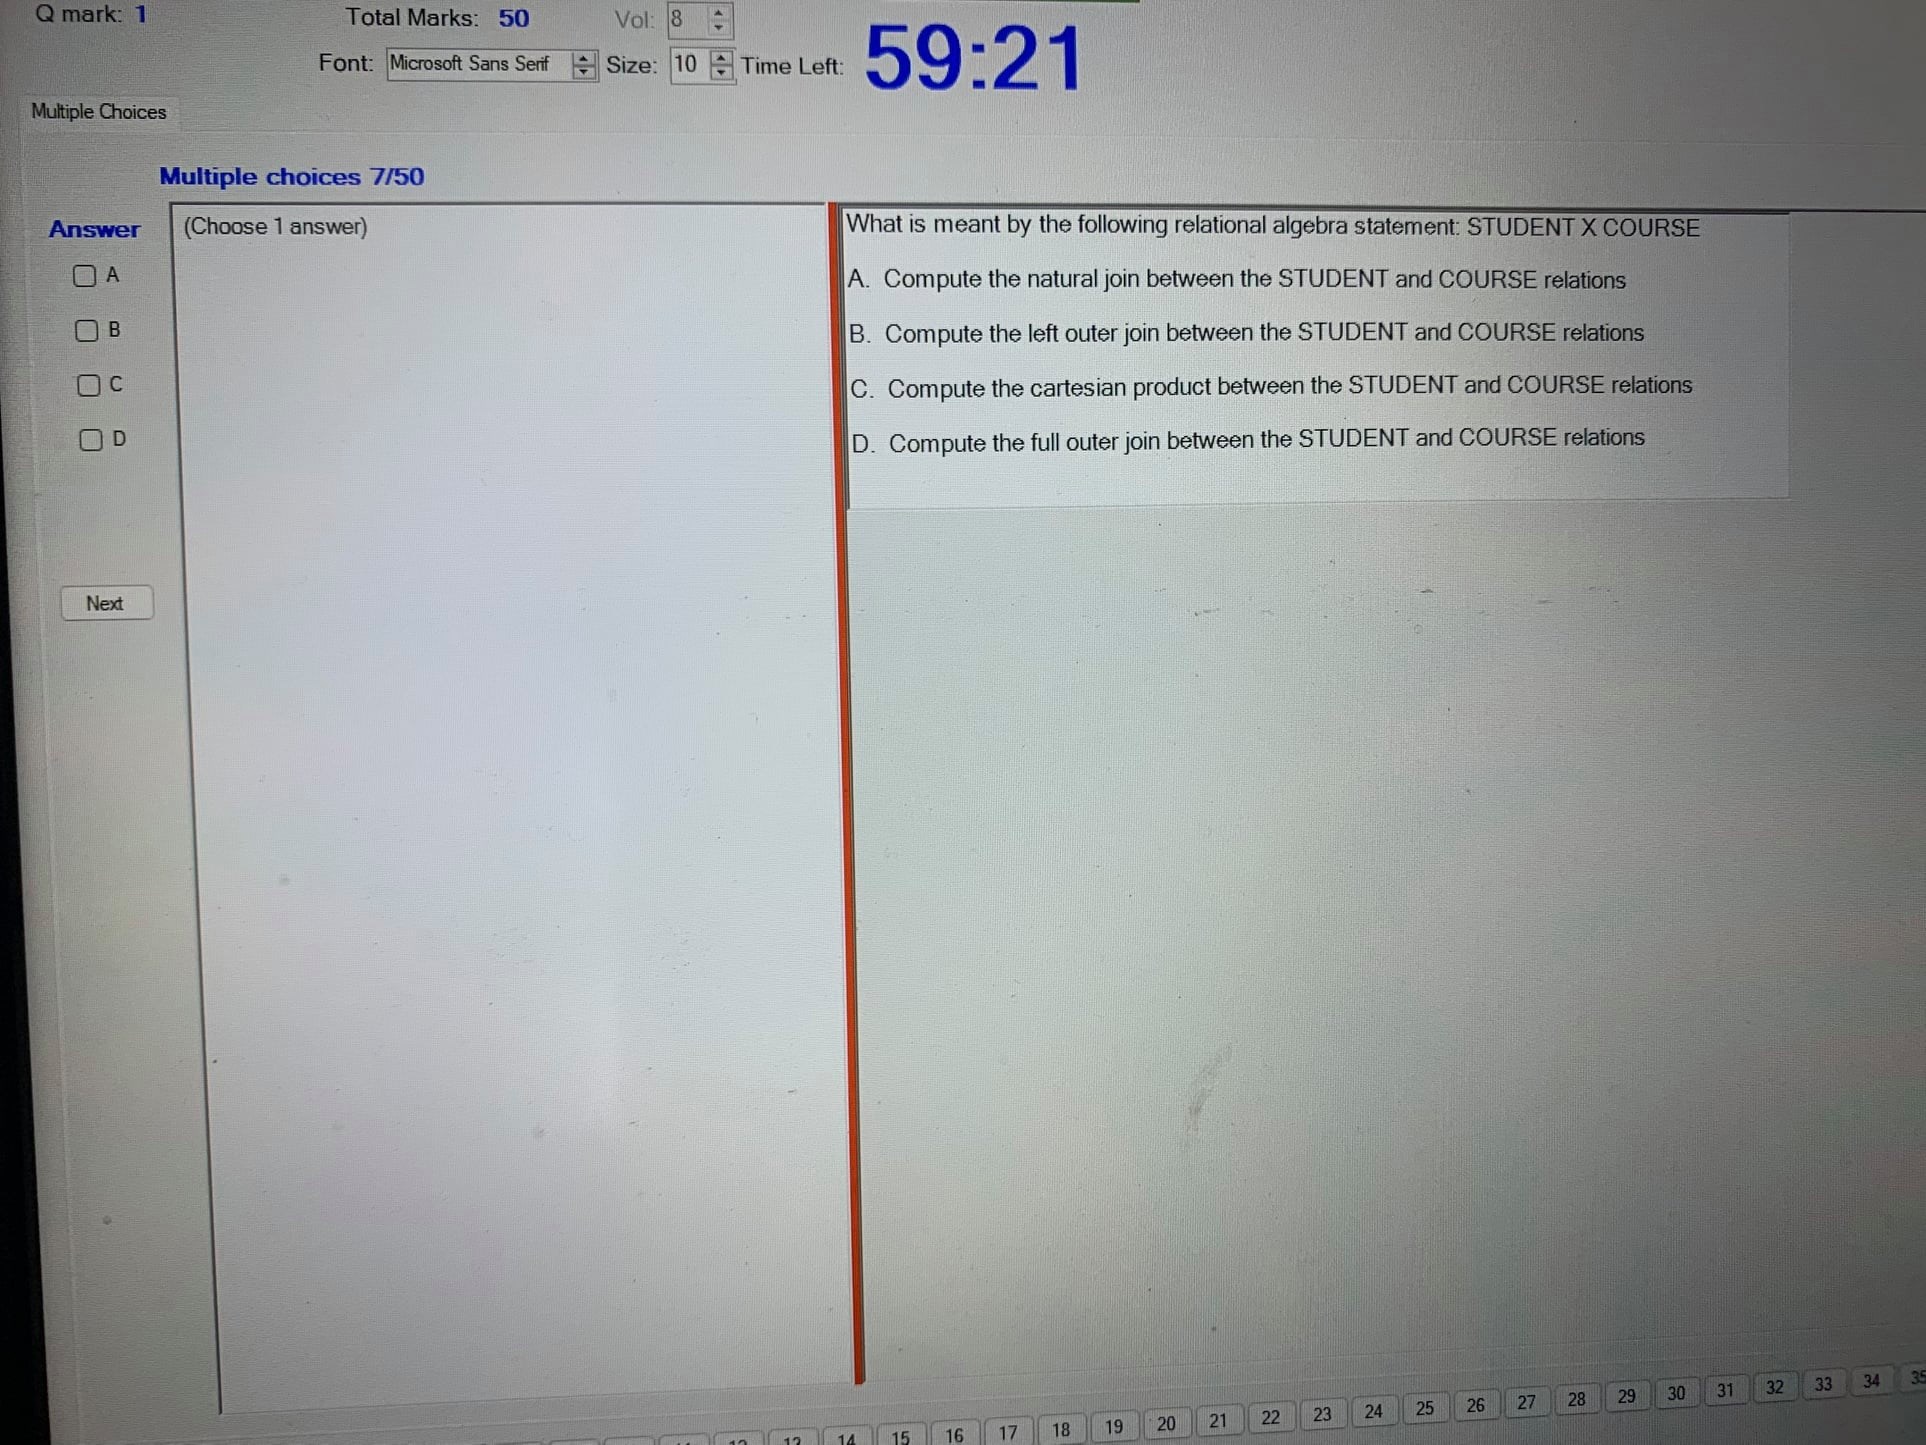 Q mark: 1
Total Marks: 50
Vol: 8
Font: Microsoft Sans Serif
Size: 10
Time Left: 59:21
Multiple Choices
Multiple choices 7/50
Answer
A
B
C
D
Next
(Choose 1 answer)
What is meant by the following relational algebra statement: STUDENT X COURSE
A. Compute the natural join between the STUDENT and COURSE relations
B. Compute the left outer join between the STUDENT and COURSE relations
C. Compute the cartesian product between the STUDENT and COURSE relations
D. Compute the full outer join between the STUDENT and COURSE relations
14 15 16 17 18 19 20 21 22 23 24 25 26 27 28 29 30 31 32 33 34 35